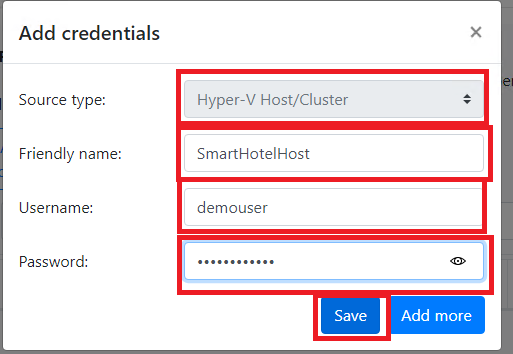 Add credentials ×
Source type: Hyper-V Host/Cluster
Friendly name: SmartHotelHost
Username: demouser
Password: ••••••••••••
Save Add more